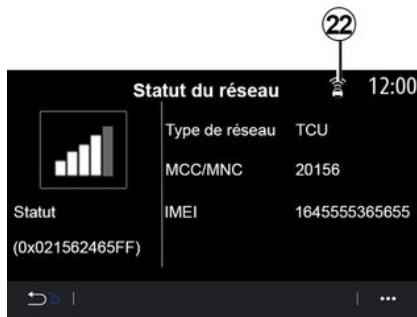 22
Statut du réseau
12:00
Type de réseau TCU
MCC/MNC 20156
Statut
IMEI 1645555365655
(0x021562465FF)